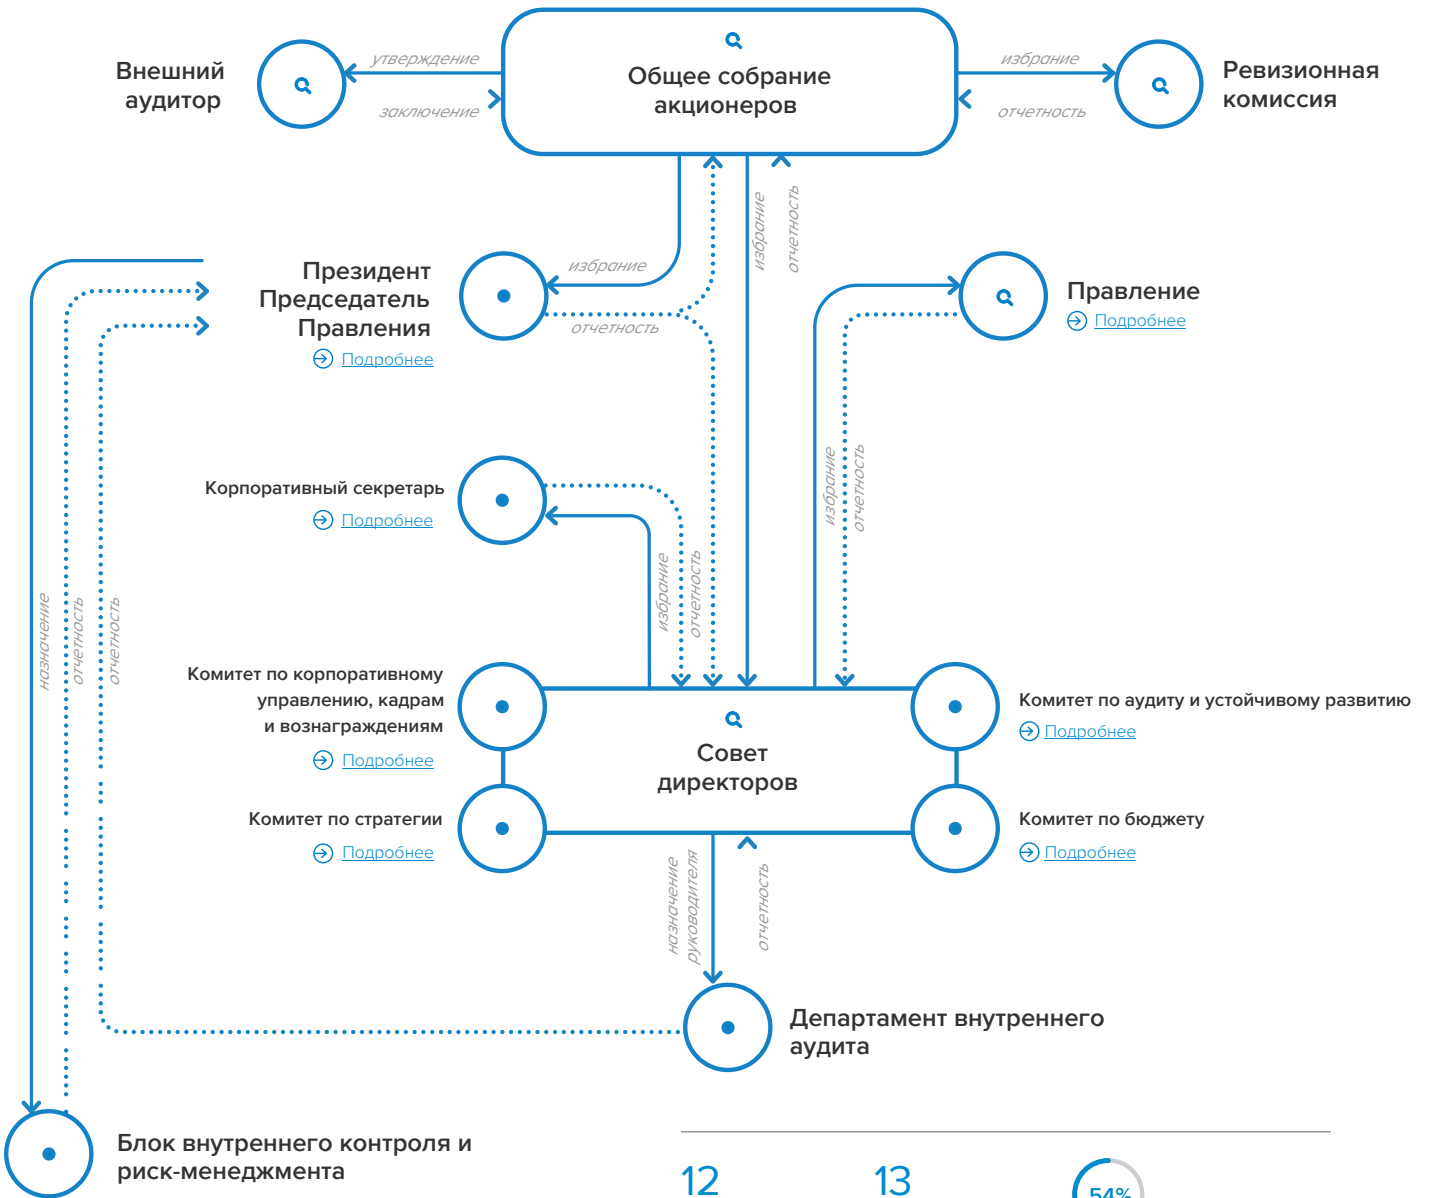 Внешний
аудитор
утверждение
заключение
Общее собрание
акционеров
избрание
отчетность
Ревизионная
комиссия
избрание
отчетность
Президент
Председатель
Правления
Подробнее
избрание
отчетность
Правление
Подробнее
Корпоративный секретарь
Подробнее
избрание
отчетность
избрание
отчетность
назначение
отчетность
отчетность
Комитет по корпоративному
управлению, кадрам
и вознаграждениям
Подробнее
Совет
директоров
Комитет по аудиту и устойчивого развитию
Подробнее
Комитет по стратегии
Подробнее
Комитет по бюджету
Подробнее
назначение
руководителя
отчетность
Департамент внутреннего
аудита
Блок внутреннего контроля и
риск-менеджмента
12
13
54%